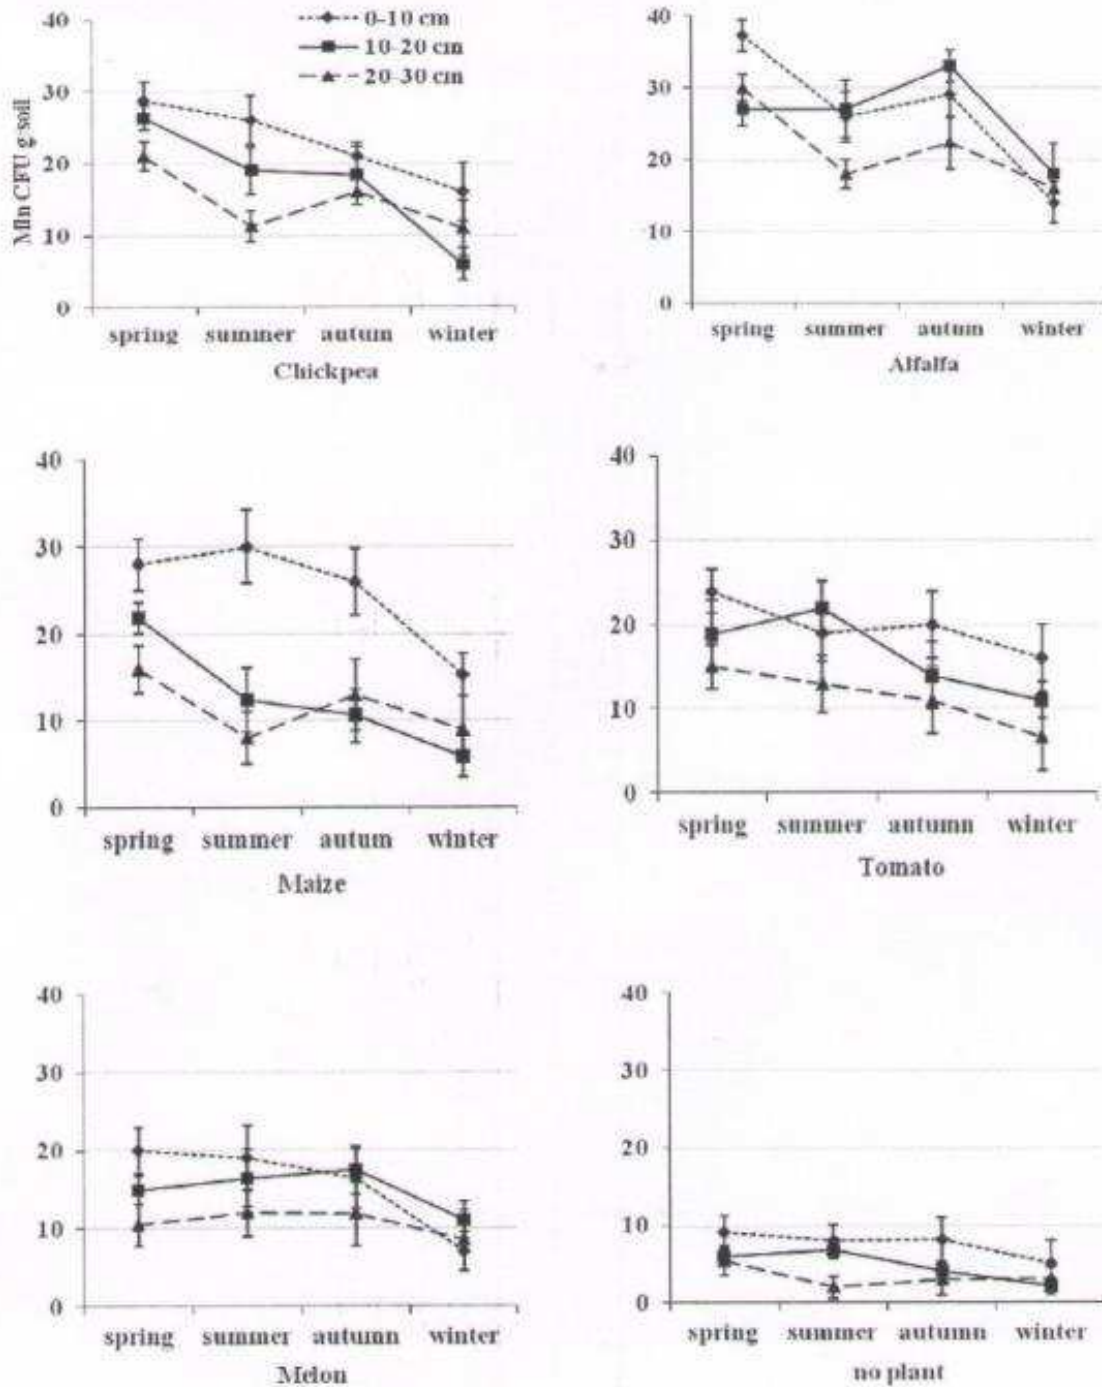 40
30
20
10
0
Mln CFU g soil
0-10 cm
10-20 cm
20-30 cm
spring summer autum winter
Chickpea
40
30
20
10
0
spring summer autum winter
Alfalfa
40
30
20
10
0
spring summer autum winter
Maize
40
30
20
10
0
spring summer autumn winter
Tomato
40
30
20
10
0
spring summer autumn winter
Melon
40
30
20
10
0
spring summer autumn winter
no plant